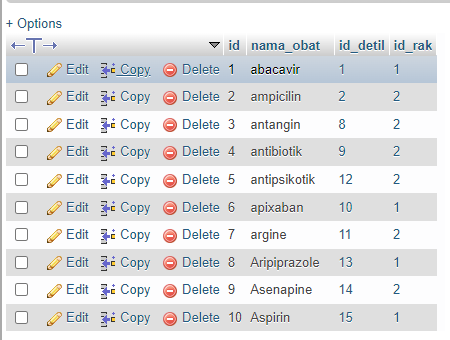 + Options
id nama_obat id_detil id_rak
Edit Copy Delete 1 abacavir 1 1
Edit Copy Delete 2 ampicilin 2 2
Edit Copy Delete 3 antangin 8 2
Edit Copy Delete 4 antibiotik 9 2
Edit Copy Delete 5 antipsikotik 12 2
Edit Copy Delete 6 apixaban 10 1
Edit Copy Delete 7 argine 11 2
Edit Copy Delete 8 Aripiprazole 13 1
Edit Copy Delete 9 Asenapine 14 2
Edit Copy Delete 10 Aspirin 15 1